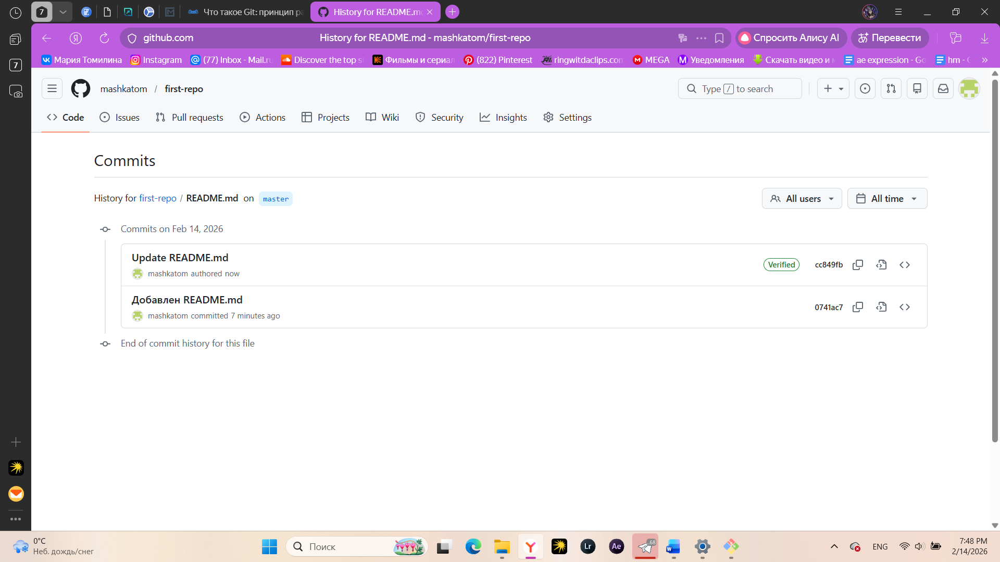 7
Что такое Git: принцип ра
History for README.md
github.com
History for README.md - mashkatom/first-repo
Спросить Алису AI
Перевести
Мария Томилина
Instagram
(77) Inbox - Mail.ru
Discover the top s
Фильмы и сериал
(822) Pinterest
ringwitdaclips.com
MEGA
Уведомления
Скачать видео и
ae expression - Go
hm -
7
mashkatom / first-repo
Type / to search
Code
Issues
Pull requests
Actions
Projects
Wiki
Security
Insights
Settings
Commits
History for first-repo / README.md on master
All users
All time
Commits on Feb 14, 2026
Update README.md
mashkatom authored now
Verified
cc849fb
Добавлен README.md
mashkatom committed 7 minutes ago
0741ac7
End of commit history for this file
0°C
Неб. дождь/снег
Поиск
Lr
Ae
68
ENG
7:48 PM
2/14/2026